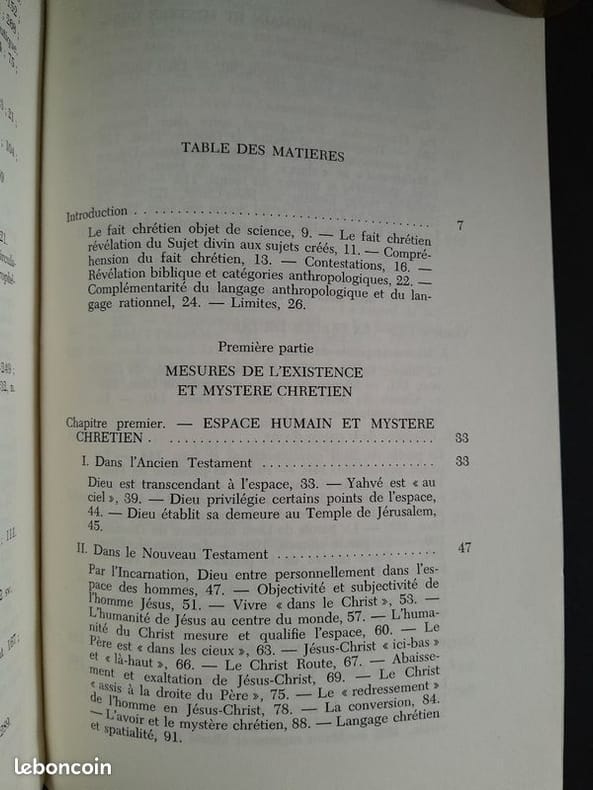 TABLE DES MATIERES
Introduction . . . . . . . . . . . . . . . . . . . . . . . . . . . . . . . . . . . . . 7
Le fait chrétien objet de science, 9. — Le fait chrétien
révélation du Sujet divin aux sujets créés, 11. — Compré-
hension du fait chrétien, 13. — Contestations, 16. —
Révélation biblique et catégories anthropologiques, 22. —
Complémentarité du langage anthropologique et du lan-
gage rationnel, 24. — Limites, 26.
Première partie
MESURES DE L'EXISTENCE
ET MYSTERE CHRETIEN
Chapitre premier. — ESPACE HUMAIN ET MYSTERE
CHRETIEN . . . . . . . . . . . . . . . . . . . . . . . . . . . . . . . . . . 33
I. Dans l'Ancien Testament . . . . . . . . . . . . . . . . . . . . . . 33
Dieu est transcendant à l'espace, 33. — Yahvé est « au
ciel », 39. — Dieu privilégie certains points de l'espace,
44. — Dieu établit sa demeure au Temple de Jérusalem,
45.
II. Dans le Nouveau Testament . . . . . . . . . . . . . . . . . . . . 47
Par l'Incarnation, Dieu entre personnellement dans l'es-
pace des hommes, 47. — Objectivité et subjectivité de
l'homme Jésus, 51. — Vivre « dans le Christ », 53. —
L'humanité de Jésus au centre du monde, 57. — L'huma-
nité du Christ mesure et qualifie l'espace, 60. — Le
Père est « dans les cieux », 63. — Jésus-Christ « ici-bas »
et « là-haut », 66. — Le Christ Route, 67. — Abaisse-
ment et exaltation de Jésus-Christ, 69. — Le Christ
« assis à la droite du Père », 75. — Le « redressement »
de l'homme en Jésus-Christ, 78. — La conversion, 84.
— L'avoir et le mystère chrétien, 88. — Langage chrétien
et spatialité, 91.
leboncoin